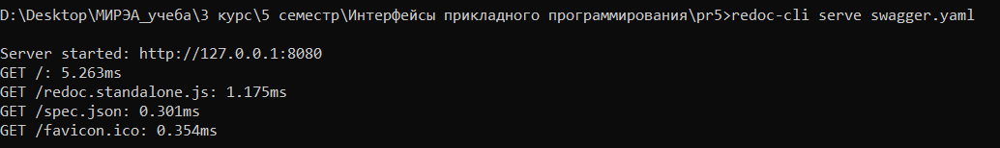 D:\Desktop\МИРЭА_учеба\3 курс\5 семестр\Интерфейсы прикладного программирования\pr5>redoc-cli serve swagger.yaml
Server started: http://127.0.0.1:8080
GET /: 5.263ms
GET /redoc.standalone.js: 1.175ms
GET /spec.json: 0.301ms
GET /favicon.ico: 0.354ms